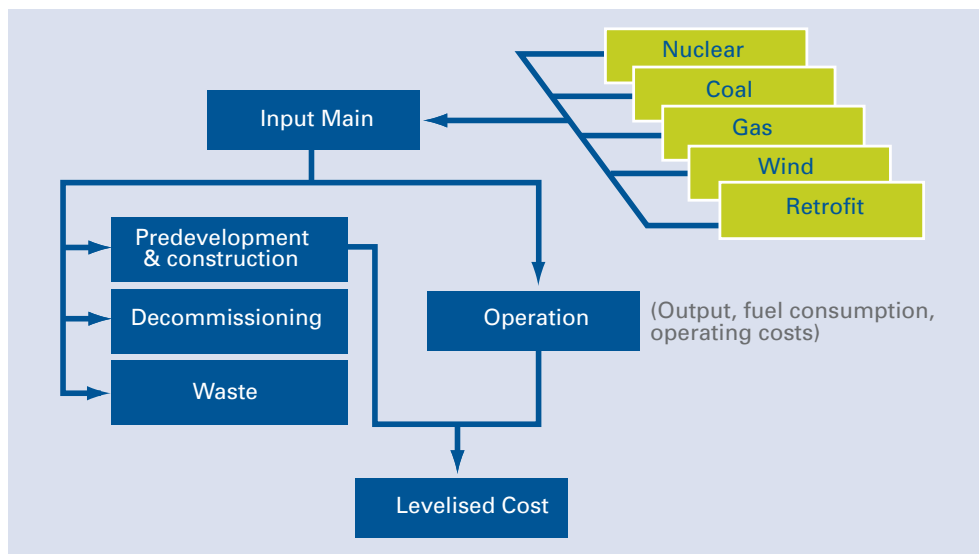 Nuclear
Coal
Gas
Wind
Retrofit
Input Main
Predevelopment
& construction
Decommissioning
Waste
Operation
(Output, fuel consumption,
operating costs)
Levelised Cost